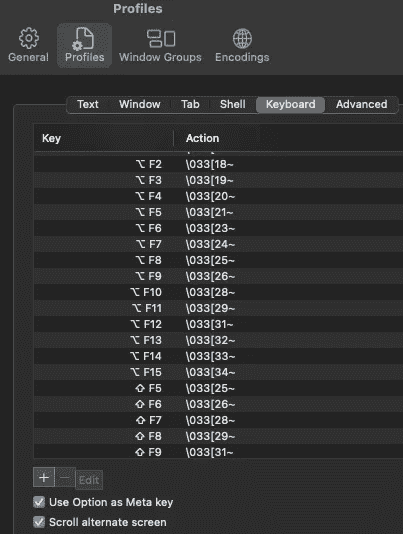 Profiles
General Profiles Window Groups Encodings
Text Window Tab Shell Keyboard Advanced
Key Action
⌥ F2 \033[18~
⌥ F3 \033[19~
⌥ F4 \033[20~
⌥ F5 \033[21~
⌥ F6 \033[23~
⌥ F7 \033[24~
⌥ F8 \033[25~
⌥ F9 \033[26~
⌥ F10 \033[28~
⌥ F11 \033[29~
⌥ F12 \033[31~
⌥ F13 \033[32~
⌥ F14 \033[33~
⌥ F15 \033[34~
⇧ F5 \033[25~
⇧ F6 \033[26~
⇧ F7 \033[28~
⇧ F8 \033[29~
⇧ F9 \033[31~
+ − Edit
Use Option as Meta key
Scroll alternate screen